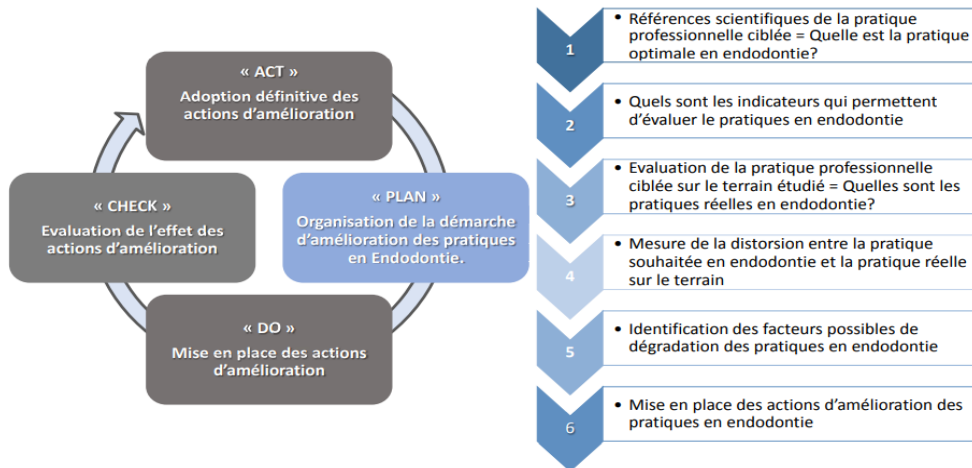 « ACT »
Adoption définitive des
actions d'amélioration
« CHECK »
Evaluation de l'effet des
actions d'amélioration
« PLAN »
Organisation de la démarche
d'amélioration des pratiques
en Endodontie.
« DO »
Mise en place des actions
d'amélioration
1
• Références scientifiques de la pratique
professionnelle ciblée = Quelle est la pratique
optimale en endodontie?
2
• Quels sont les indicateurs qui permettent
d'évaluer le pratiques en endodontie
3
• Evaluation de la pratique professionnelle
ciblée sur le terrain étudié = Quelles sont les
pratiques réelles en endodontie?
4
• Mesure de la distorsion entre la pratique
souhaitée en endodontie et la pratique réelle
sur le terrain
5
• Identification des facteurs possibles de
dégradation des pratiques en endodontie
6
• Mise en place des actions d'amélioration des
pratiques en endodontie